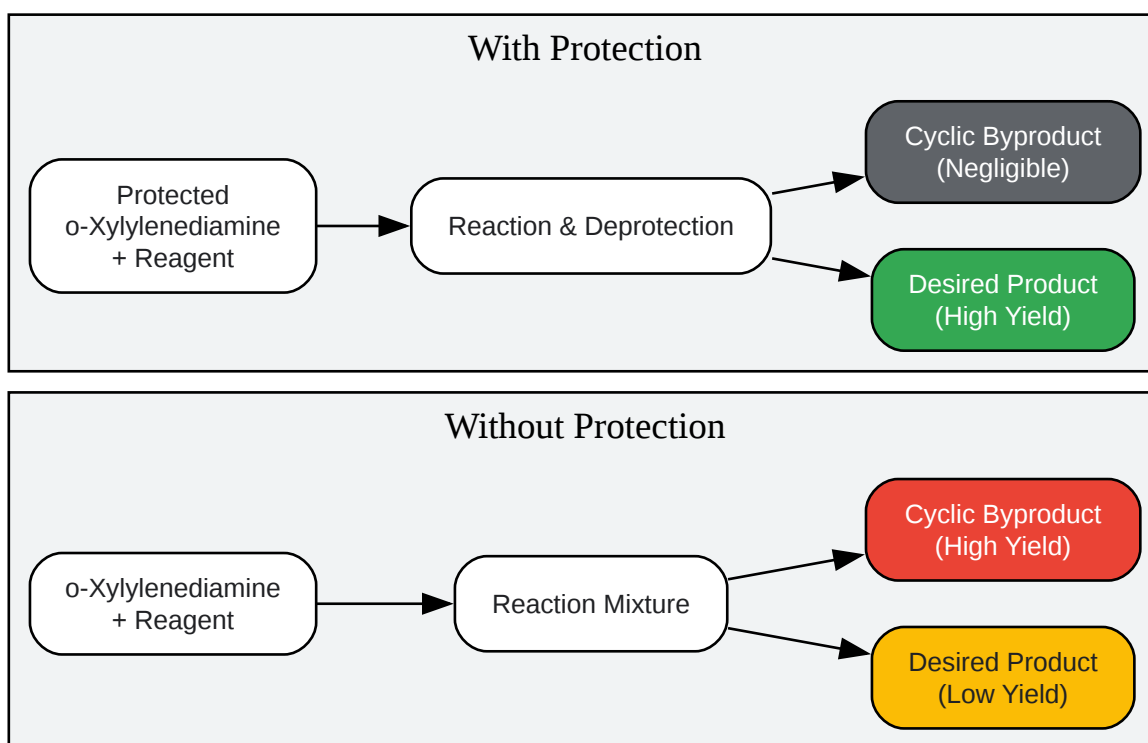 With Protection
Protected
o-Xylylenediamine
+ Reagent
Reaction & Deprotection
Cyclic Byproduct
(Negligible)
Desired Product
(High Yield)
Without Protection
o-Xylylenediamine
+ Reagent
Reaction Mixture
Cyclic Byproduct
(High Yield)
Desired Product
(Low Yield)